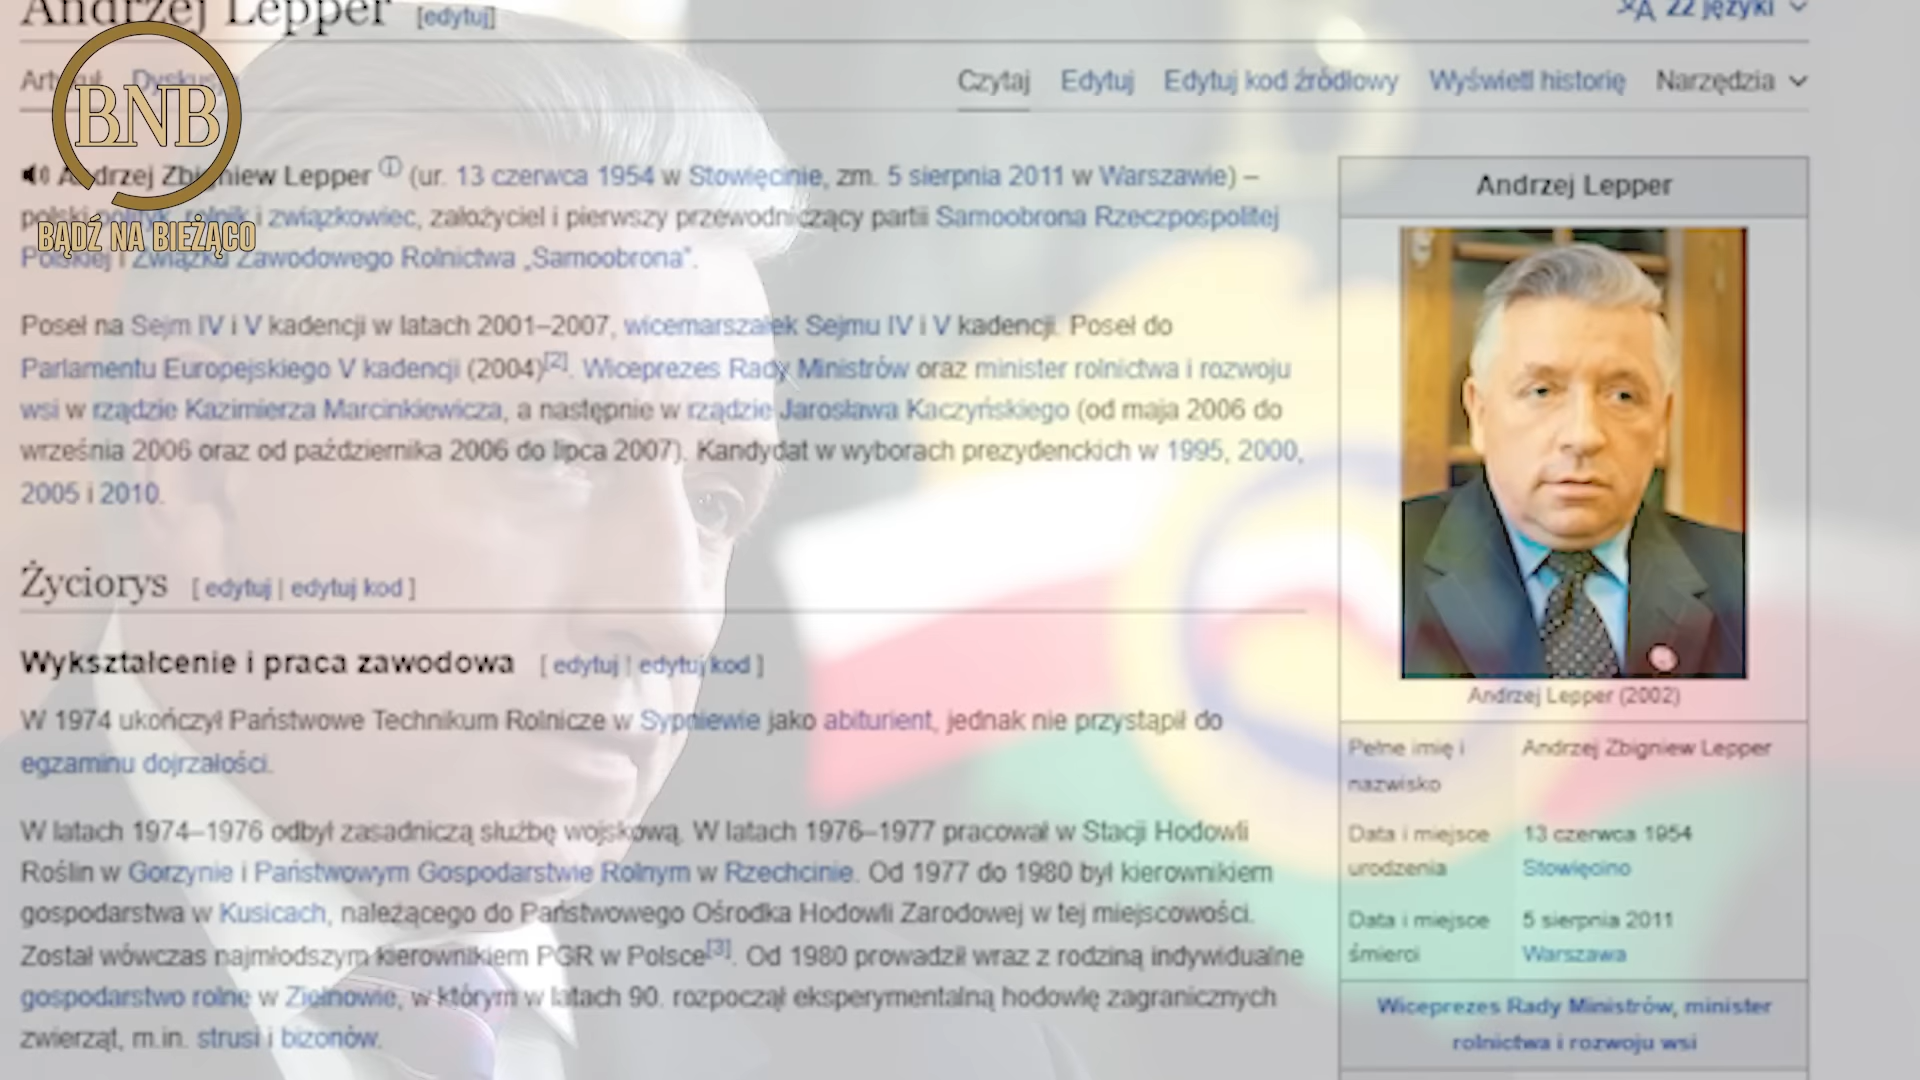 Andrzej Lepper [edytuj]
22 języki
Artykuł Dyskusja
Czytaj Edytuj Edytuj kod źródłowy Wyświetl historię Narzędzia
BNB
BĄDŹ NA BIEŻĄCO
Andrzej Zbigniew Lepper (ur. 13 czerwca 1954 w Stowięcinie, zm. 5 sierpnia 2011 w Warszawie) –
polski polityk, rolnik i związkowiec, założyciel i pierwszy przewodniczący partii Samoobrona Rzeczpospolitej
Polskiej i Związku Zawodowego Rolnictwa „Samoobrona”.
Poseł na Sejm IV i V kadencji w latach 2001–2007, wicemarszałek Sejmu IV i V kadencji. Poseł do
Parlamentu Europejskiego V kadencji (2004)[2]. Wiceprezes Rady Ministrów oraz minister rolnictwa i rozwoju
wsi w rządzie Kazimierza Marcinkiewicza, a następnie w rządzie Jarosława Kaczyńskiego (od maja 2006 do
września 2006 oraz od października 2006 do lipca 2007). Kandydat w wyborach prezydenckich w 1995, 2000,
2005 i 2010.
Życiorys [ edytuj | edytuj kod ]
Wykształcenie i praca zawodowa [ edytuj | edytuj kod ]
W 1974 ukończył Państwowe Technikum Rolnicze w Sypniewie jako abiturient, jednak nie przystąpił do
egzaminu dojrzałości.
W latach 1974–1976 odbył zasadniczą służbę wojskową. W latach 1976–1977 pracował w Stacji Hodowli
Roślin w Gorzynie i Państwowym Gospodarstwie Rolnym w Rzechcinie. Od 1977 do 1980 był kierownikiem
gospodarstwa w Kusicach, należącego do Państwowego Ośrodka Hodowli Zarodowej w tej miejscowości.
Został wówczas najmłodszym kierownikiem PGR w Polsce[3]. Od 1980 prowadził wraz z rodziną indywidualne
gospodarstwo rolne w Zielnowie, w którym w latach 90. rozpoczął eksperymentalną hodowlę zagranicznych
zwierząt, m.in. strusi i bizonów.
Andrzej Lepper
Andrzej Lepper (2002)
Pełne imię i
nazwisko
Andrzej Zbigniew Lepper
Data i miejsce
urodzenia
13 czerwca 1954
Stowięcino
Data i miejsce
śmierci
5 sierpnia 2011
Warszawa
Wiceprezes Rady Ministrów, minister
rolnictwa i rozwoju wsi